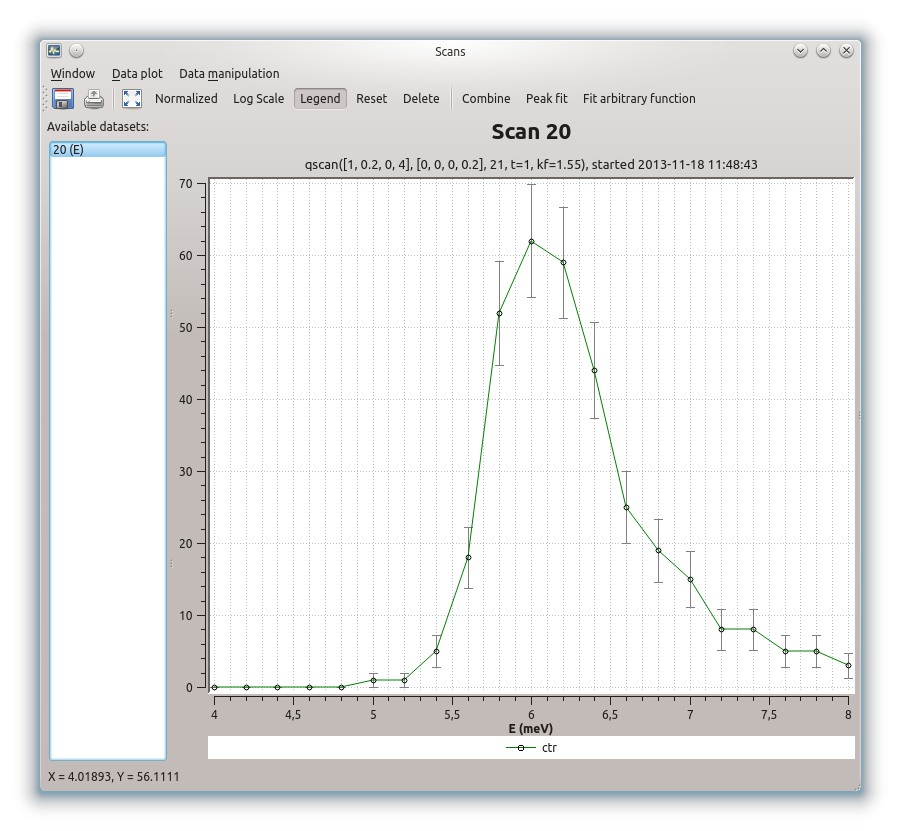 Scans
Window Data plot Data manipulation
Normalized Log Scale Legend Reset Delete Combine Peak fit Fit arbitrary function
Available datasets:
20 (E)
Scan 20
qscan([1, 0.2, 0, 4], [0, 0, 0, 0.2], 21, t=1, kf=1.55), started 2013-11-18 11:48:43
70
60
50
40
30
20
10
0
4 4,5 5 5,5 6 6,5 7 7,5 8
E (meV)
ctr
X = 4.01893, Y = 56.1111